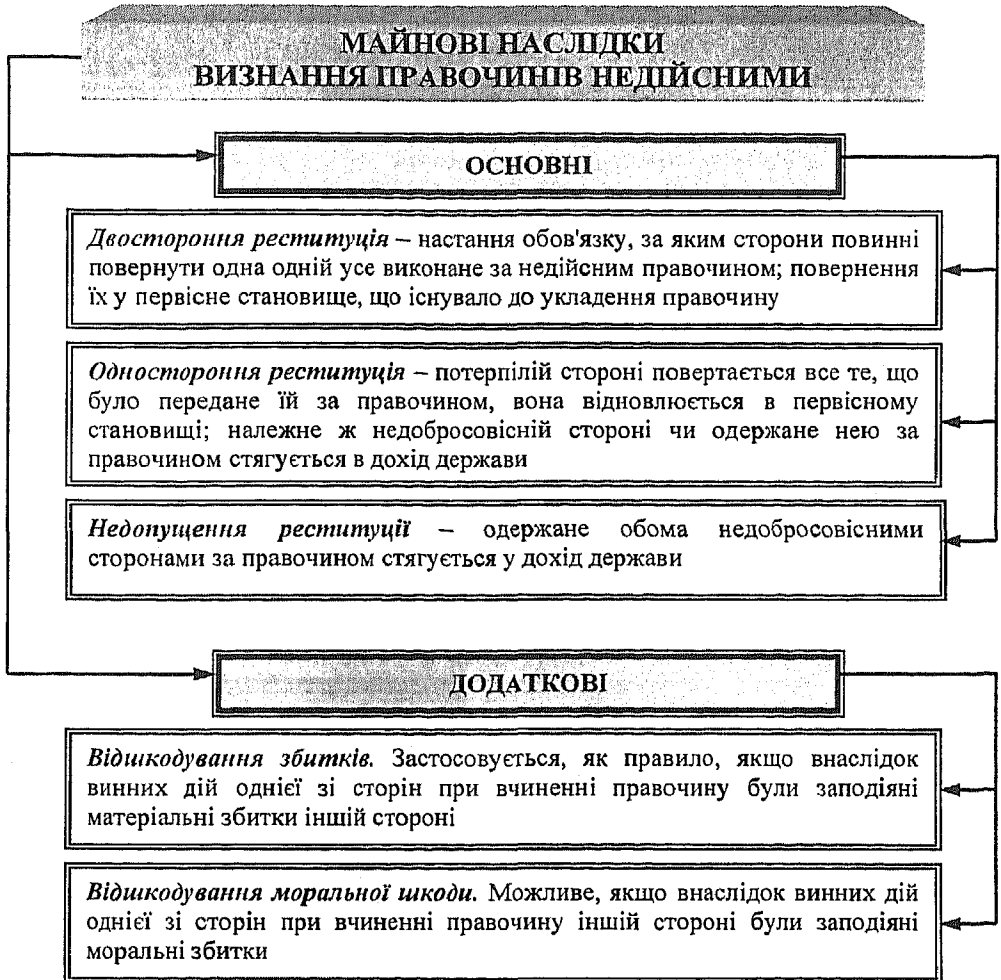 МАЙНОВІ НАСЛІДКИ
ВИЗНАННЯ ПРАВОЧИНІВ НЕДІЙСНИМИ
ОСНОВНІ
Двостороння реституція – настання обов'язку, за яким сторони повинні
повернути одна одній усе виконане за недійсним правочином; повернення
їх у первісне становище, що існувало до укладення правочину
Одностороння реституція – потерпілій стороні повертається все те, що
було передане їй за правочином, вона відновлюється в первісному
становищі; належне ж недобросовісній стороні чи одержане нею за
правочином стягується в дохід держави
Недопущення реституції – одержане обома недобросовісними
сторонами за правочином стягується у дохід держави
ДОДАТКОВІ
Відшкодування збитків. Застосовується, як правило, якщо внаслідок
винних дій однієї зі сторін при вчиненні правочину були заподіяні
матеріальні збитки іншій стороні
Відшкодування моральної шкоди. Можливе, якщо внаслідок винних дій
однієї зі сторін при вчиненні правочину іншій стороні були заподіяні
моральні збитки